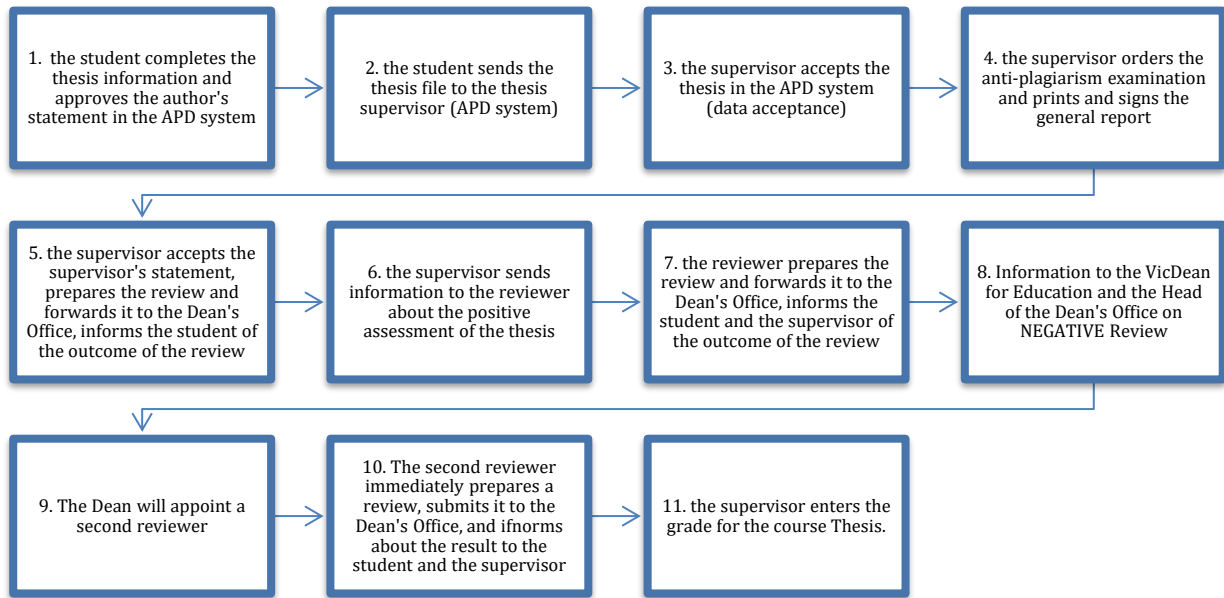 1. the student completes the
thesis information and
approves the author's
statement in the APD system
2. the student sends the
thesis file to the thesis
supervisor (APD system)
3. the supervisor accepts the
thesis in the APD system
(data acceptance)
4. the supervisor orders the
anti-plagiarism examination
and prints and signs the
general report
5. the supervisor accepts the
supervisor's statement,
prepares the review and
forwards it to the Dean's
Office, informs the student
of the outcome of the review
6. the supervisor sends
information to the reviewer
about the positive
assessment of the thesis
7. the reviewer prepares the
review and forwards it to
the Dean's Office, informs the
student and the supervisor of
the outcome of the review
8. Information to the VicDean
for Education and the Head
of the Dean's Office on
NEGATIVE Review
9. The Dean will appoint a
second reviewer
10. The second reviewer
immediately prepares a
review, submits it to the
Dean's Office, and ifnorms
about the result to the
student and the supervisor
11. the supervisor enters the
grade for the course Thesis.